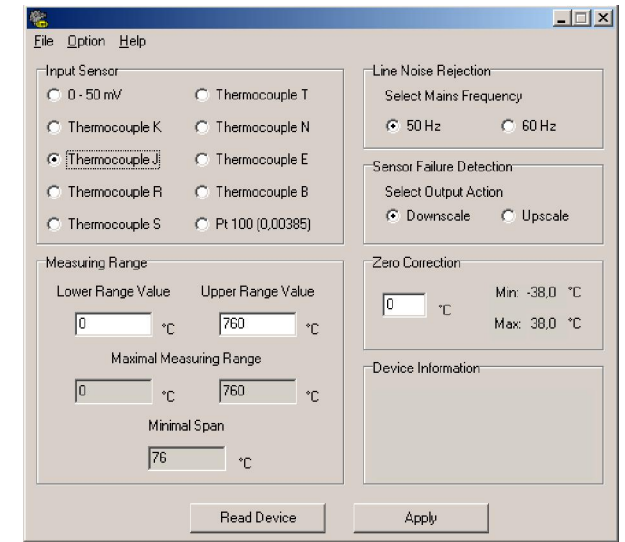 File Option Help
Input Sensor
0 - 50 mV
Thermocouple T
Thermocouple K
Thermocouple N
Thermocouple J
Thermocouple E
Thermocouple R
Thermocouple B
Thermocouple S
Pt 100 (0,00385)
Line Noise Rejection
Select Mains Frequency
50 Hz 60 Hz
Sensor Failure Detection
Select Output Action
Downscale Upscale
Measuring Range
Lower Range Value Upper Range Value
0 °C 760 °C
Maximal Measuring Range
0 °C 760 °C
Minimal Span
76 °C
Zero Correction
0 °C
Min: -38,0 °C
Max: 38,0 °C
Device Information
Read Device Apply